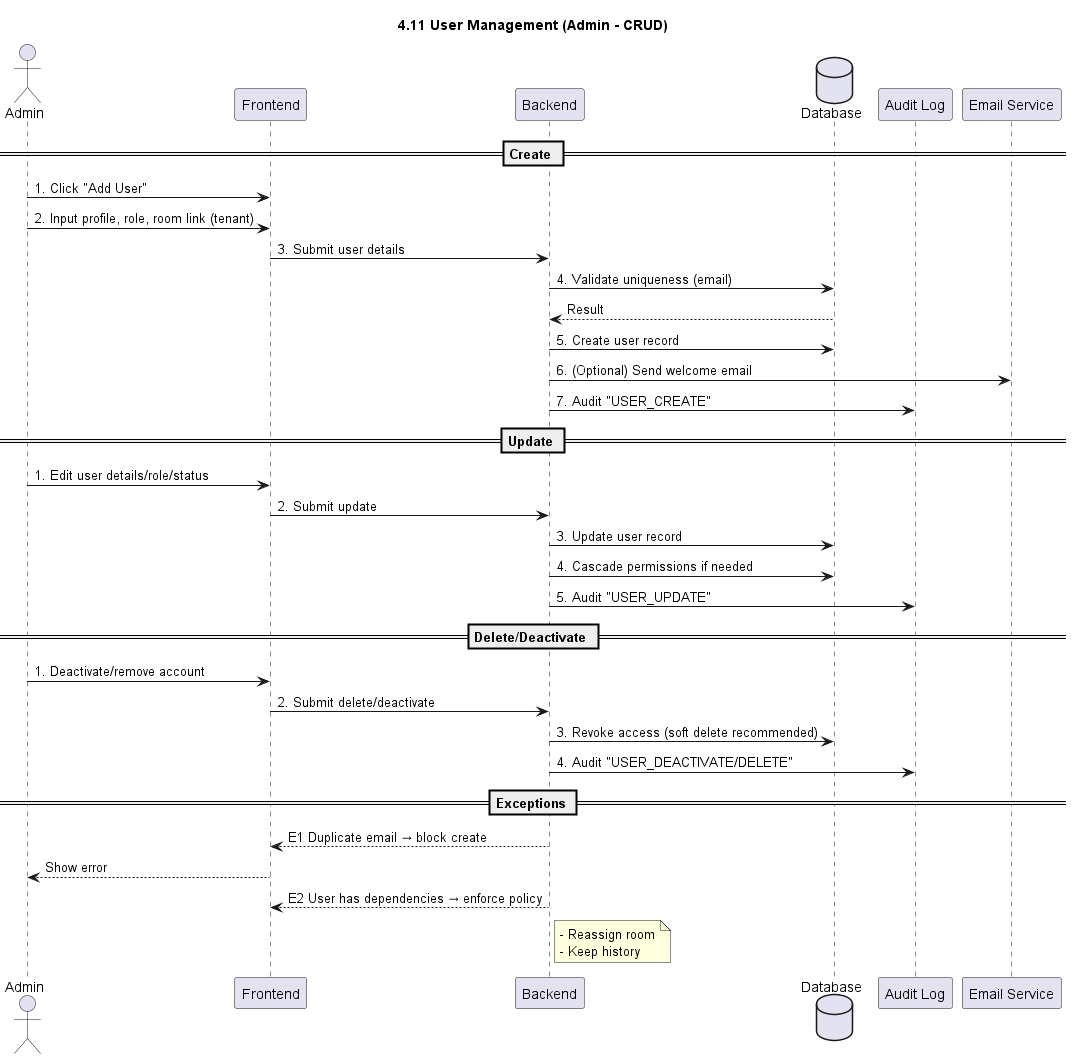 4.11 User Management (Admin - CRUD)
Admin
Frontend
Backend
Database
Audit Log
Email Service
Create
1. Click "Add User"
2. Input profile, role, room link (tenant)
3. Submit user details
4. Validate uniqueness (email)
Result
5. Create user record
6. (Optional) Send welcome email
7. Audit "USER_CREATE"
Update
1. Edit user details/role/status
2. Submit update
3. Update user record
4. Cascade permissions if needed
5. Audit "USER_UPDATE"
Delete/Deactivate
1. Deactivate/remove account
2. Submit delete/deactivate
3. Revoke access (soft delete recommended)
4. Audit "USER_DEACTIVATE/DELETE"
Exceptions
E1 Duplicate email → block create
Show error
E2 User has dependencies → enforce policy
- Reassign room
- Keep history
Admin
Frontend
Backend
Database
Audit Log
Email Service